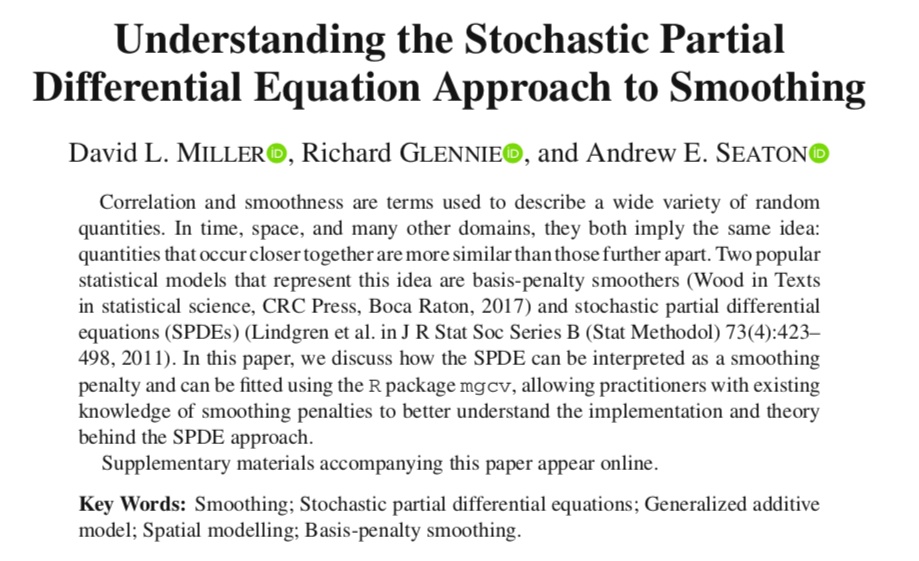 Understanding the Stochastic Partial
Differential Equation Approach to Smoothing
David L. MILLER iD, Richard GLENNIE iD, and Andrew E. SEATON iD
Correlation and smoothness are terms used to describe a wide variety of random
quantities. In time, space, and many other domains, they both imply the same idea:
quantities that occur closer together are more similar than those further apart. Two popular
statistical models that represent this idea are basis-penalty smoothers (Wood in Texts
in statistical science, CRC Press, Boca Raton, 2017) and stochastic partial differential
equations (SPDEs) (Lindgren et al. in J R Stat Soc Series B (Stat Methodol) 73(4):423–
498, 2011). In this paper, we discuss how the SPDE can be interpreted as a smoothing
penalty and can be fitted using the R package mgcv, allowing practitioners with existing
knowledge of smoothing penalties to better understand the implementation and theory
behind the SPDE approach.
Supplementary materials accompanying this paper appear online.
Key Words: Smoothing; Stochastic partial differential equations; Generalized additive
model; Spatial modelling; Basis-penalty smoothing.